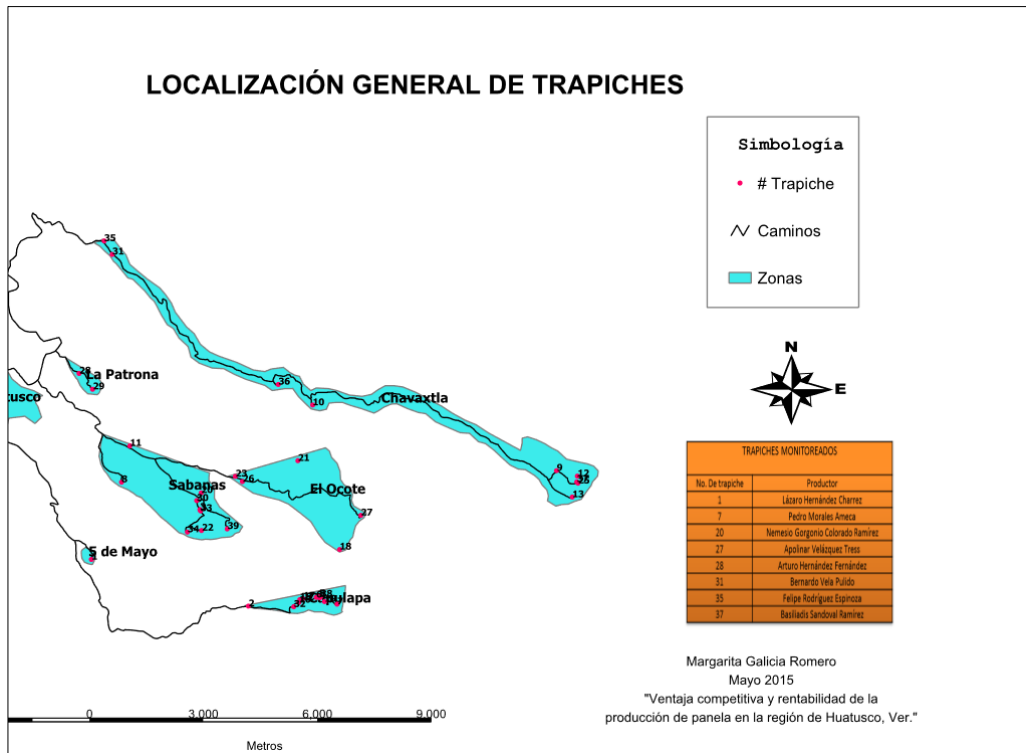 LOCALIZACIÓN GENERAL DE TRAPICHES
Simbología
# Trapiche
Caminos
Zonas
35
31
28
La Patrona
29
tusco
36
10
Chavaxtla
N
E
11
8
Sabanas
30
33
34
22
39
23
26
21
El Ocote
27
18
9
12
13
5 de Mayo
2
32
TRAPICHES MONITOREADOS
No. De trapiche Productor
1 Lázaro Hernández Charrez
7 Pedro Morales Ameca
20 Nemesio Gorgonio Colorado Ramírez
27 Apolinar Velázquez Tress
28 Arturo Hernández Fernández
31 Bernardo Vela Pulido
35 Felipe Rodríguez Espinoza
37 Basiliadis Sandoval Ramírez
Margarita Galicia Romero
Mayo 2015
"Ventaja competitiva y rentabilidad de la
producción de panela en la región de Huatusco, Ver."
0 3,000 6,000 9,000
Metros